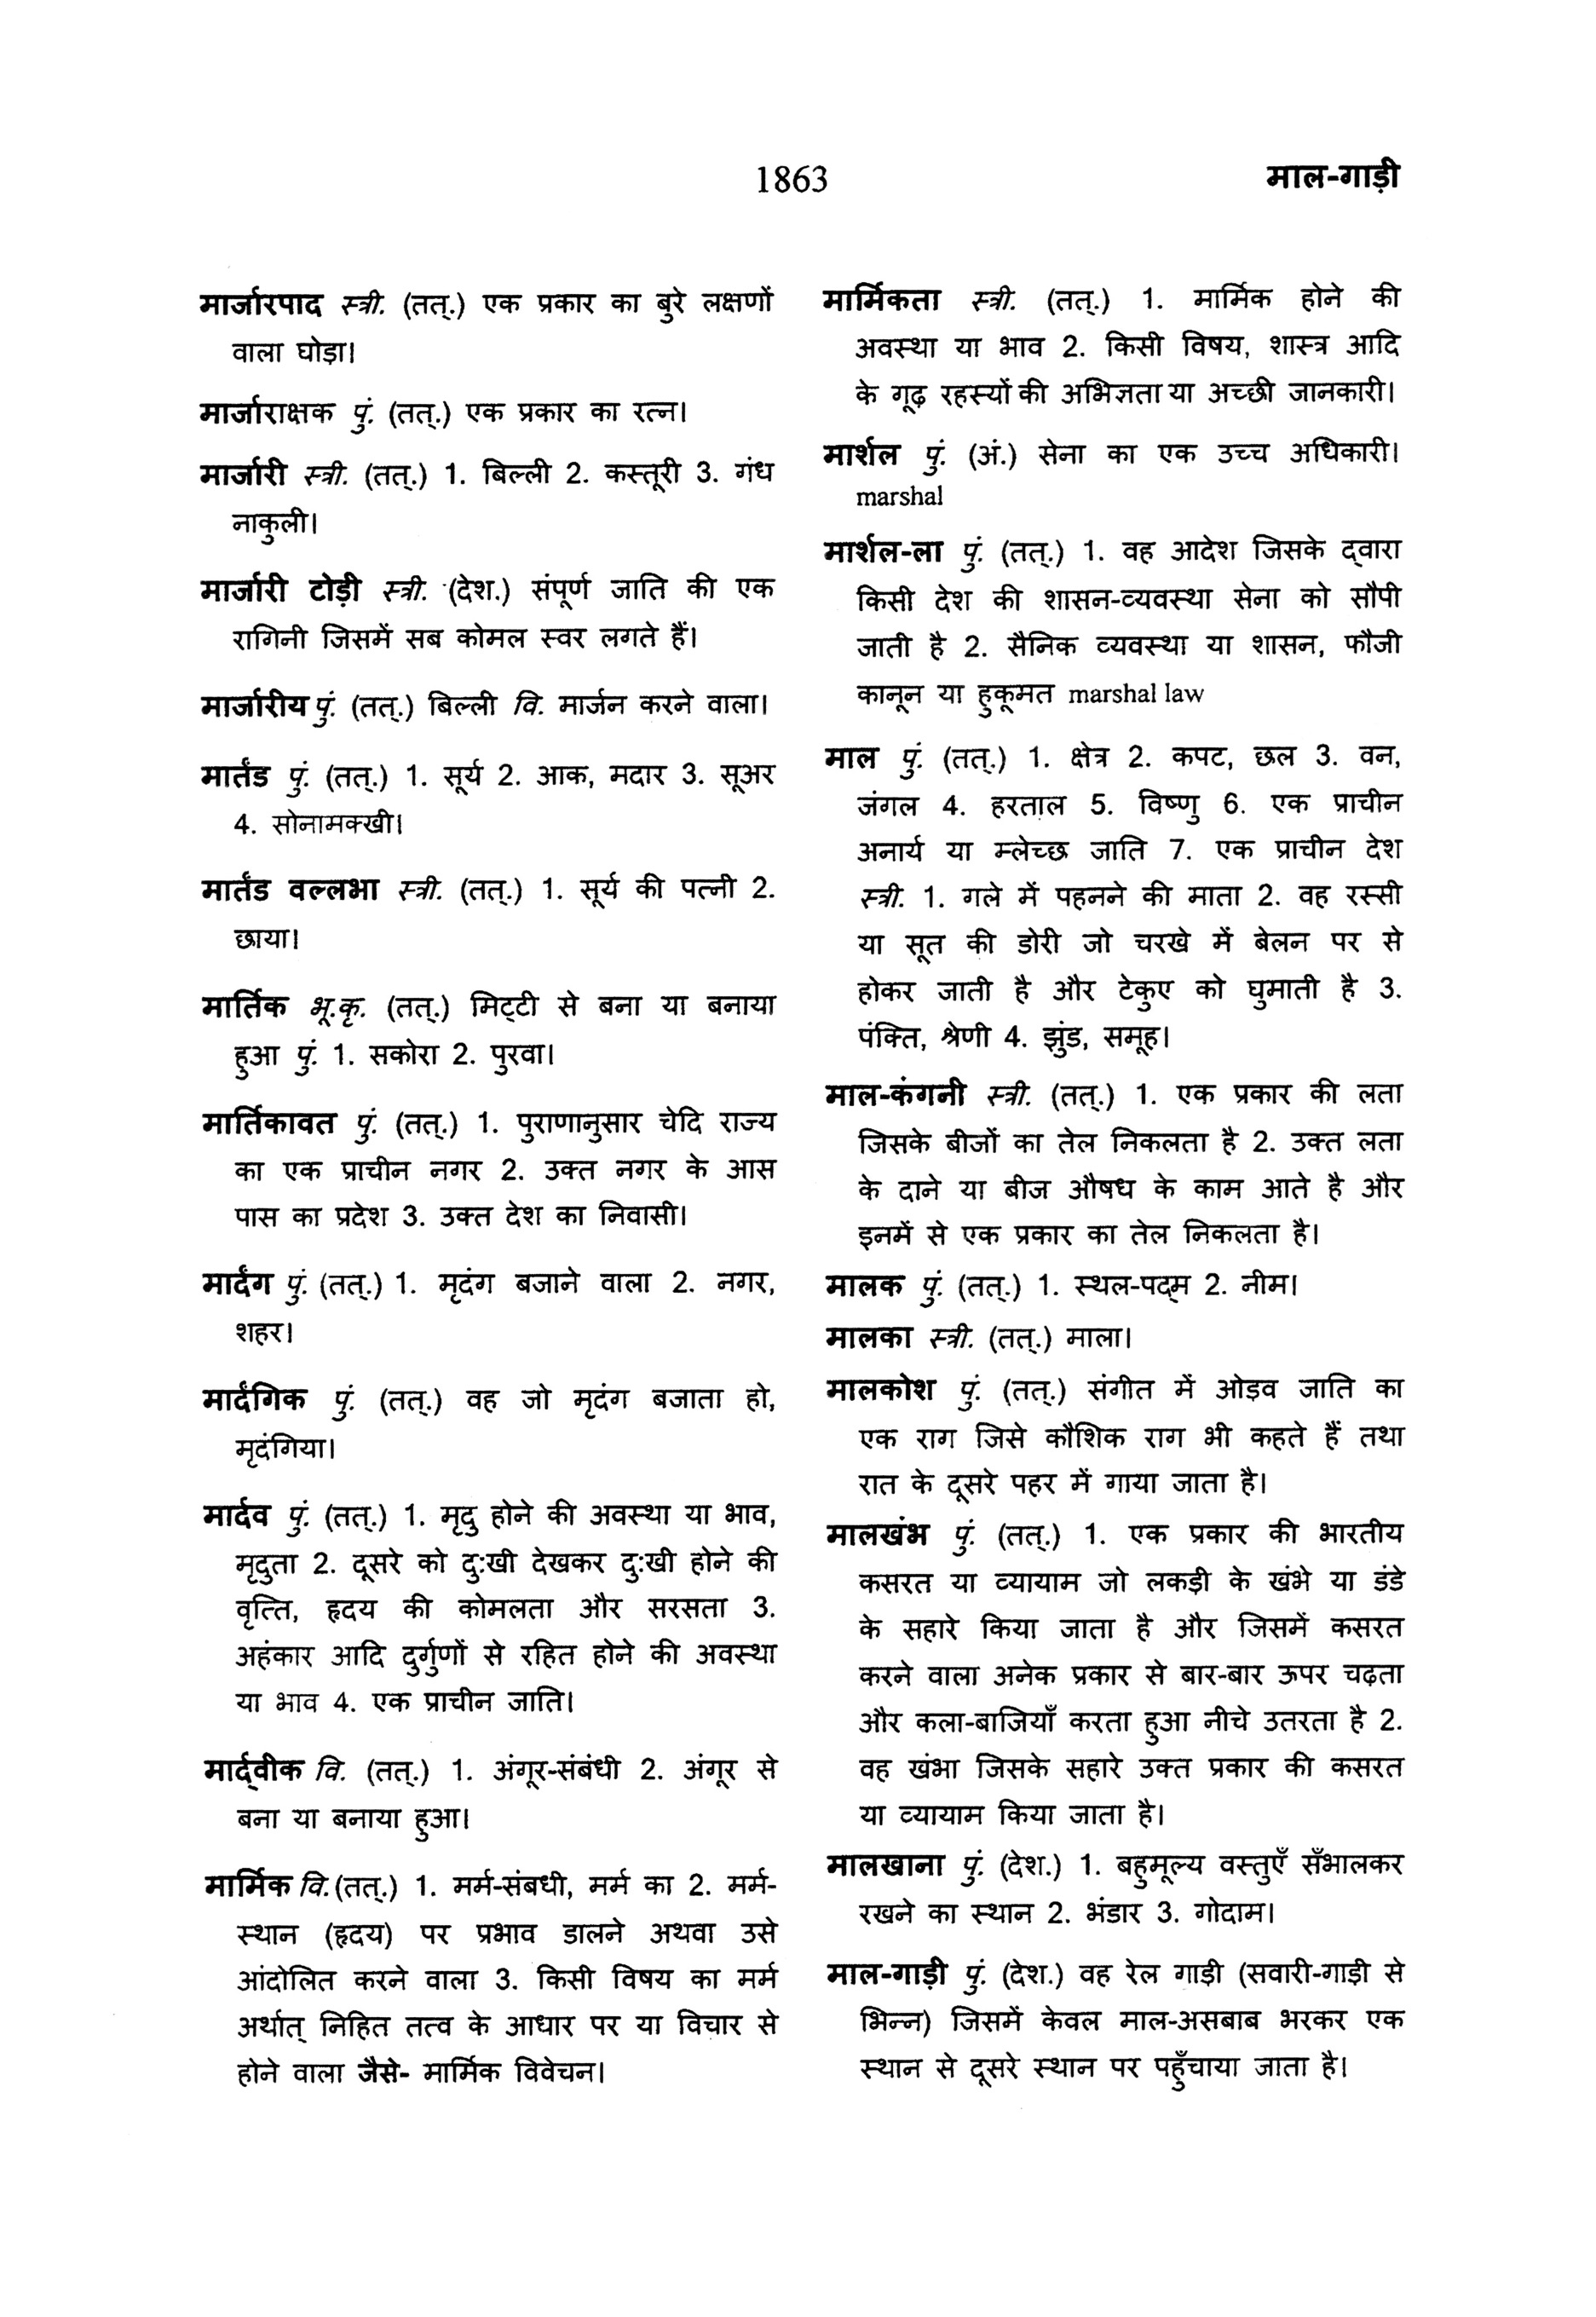 1863
माल-गाड़ी
मार्जारपाद स्त्री. (तत्.) एक प्रकार का बुरे लक्षणों
वाला घोड़ा।
मार्जाराक्षक पुं. (तत्.) एक प्रकार का रत्न।
मार्जारी स्त्री. (तत्.) 1. बिल्ली 2. कस्तूरी 3. गंध
नाकुली।
मार्जारी टोड़ी स्त्री. (देश.) संपूर्ण जाति की एक
रागिनी जिसमें सब कोमल स्वर लगते हैं।
मार्जारीय पुं. (तत्.) बिल्ली वि. मार्जन करने वाला।
मार्तंड पुं. (तत्.) 1. सूर्य 2. आक, मदार 3. सूअर
4. सोनामक्खी।
मार्तंड वल्लभा स्त्री. (तत्.) 1. सूर्य की पत्नी 2.
छाया।
मार्तिक भू.कृ. (तत्.) मिट्टी से बना या बनाया
हुआ पुं. 1. सकोरा 2. पुरवा।
मार्तिकावत पुं. (तत्.) 1. पुराणानुसार चेदि राज्य
का एक प्राचीन नगर 2. उक्त नगर के आस
पास का प्रदेश 3. उक्त देश का निवासी।
मार्दंग पुं. (तत्.) 1. मृदंग बजाने वाला 2. नगर,
शहर।
मार्दंगिक पुं. (तत्.) वह जो मृदंग बजाता हो,
मृदंगिया।
मार्दव पुं. (तत्.) 1. मृदु होने की अवस्था या भाव,
मृदुता 2. दूसरे को दु:खी देखकर दु:खी होने की
वृत्ति, हृदय की कोमलता और सरसता 3.
अहंकार आदि दुर्गुणों से रहित होने की अवस्था
या भाव 4. एक प्राचीन जाति।
मार्द्वीक वि. (तत्.) 1. अंगूर-संबंधी 2. अंगूर से
बना या बनाया हुआ।
मार्मिक वि.(तत्.) 1. मर्म-संबधी, मर्म का 2. मर्म-
स्थान (हृदय) पर प्रभाव डालने अथवा उसे
आंदोलित करने वाला 3. किसी विषय का मर्म
अर्थात् निहित तत्व के आधार पर या विचार से
होने वाला जैसे- मार्मिक विवेचन।
मार्मिकता स्त्री. (तत्.) 1. मार्मिक होने की
अवस्था या भाव 2. किसी विषय, शास्त्र आदि
के गूढ़ रहस्यों की अभिज्ञता या अच्छी जानकारी।
मार्शल पुं. (अं.) सेना का एक उच्च अधिकारी।
marshal
मार्शल-ला पुं. (तत्.) 1. वह आदेश जिसके द्वारा
किसी देश की शासन-व्यवस्था सेना को सौपी
जाती है 2. सैनिक व्यवस्था या शासन, फौजी
कानून या हुकूमत marshal law
माल पुं. (तत्.) 1. क्षेत्र 2. कपट, छल 3. वन,
जंगल 4. हरताल 5. विष्णु 6. एक प्राचीन
अनार्य या म्लेच्छ जाति 7. एक प्राचीन देश
स्त्री. 1. गले में पहनने की माता 2. वह रस्सी
या सूत की डोरी जो चरखे में बेलन पर से
होकर जाती है और टेकुए को घुमाती है 3.
पंक्ति, श्रेणी 4. झुंड, समूह।
माल-कंगनी स्त्री. (तत्.) 1. एक प्रकार की लता
जिसके बीजों का तेल निकलता है 2. उक्त लता
के दाने या बीज औषध के काम आते है और
इनमें से एक प्रकार का तेल निकलता है।
मालक पुं. (तत्.) 1. स्थल-पद्म 2. नीम।
मालका स्त्री. (तत्.) माला।
मालकोश पुं. (तत्.) संगीत में ओड़व जाति का
एक राग जिसे कौशिक राग भी कहते हैं तथा
रात के दूसरे पहर में गाया जाता है।
मालखंभ पुं. (तत्.) 1. एक प्रकार की भारतीय
कसरत या व्यायाम जो लकड़ी के खंभे या डंडे
के सहारे किया जाता है और जिसमें कसरत
करने वाला अनेक प्रकार से बार-बार ऊपर चढ़ता
और कला-बाजियाँ करता हुआ नीचे उतरता है 2.
वह खंभा जिसके सहारे उक्त प्रकार की कसरत
या व्यायाम किया जाता है।
मालखाना पुं. (देश.) 1. बहुमूल्य वस्तुएँ सँभालकर
रखने का स्थान 2. भंडार 3. गोदाम।
माल-गाड़ी पुं. (देश.) वह रेल गाड़ी (सवारी-गाड़ी से
भिन्न) जिसमें केवल माल-असबाब भरकर एक
स्थान से दूसरे स्थान पर पहुँचाया जाता है।